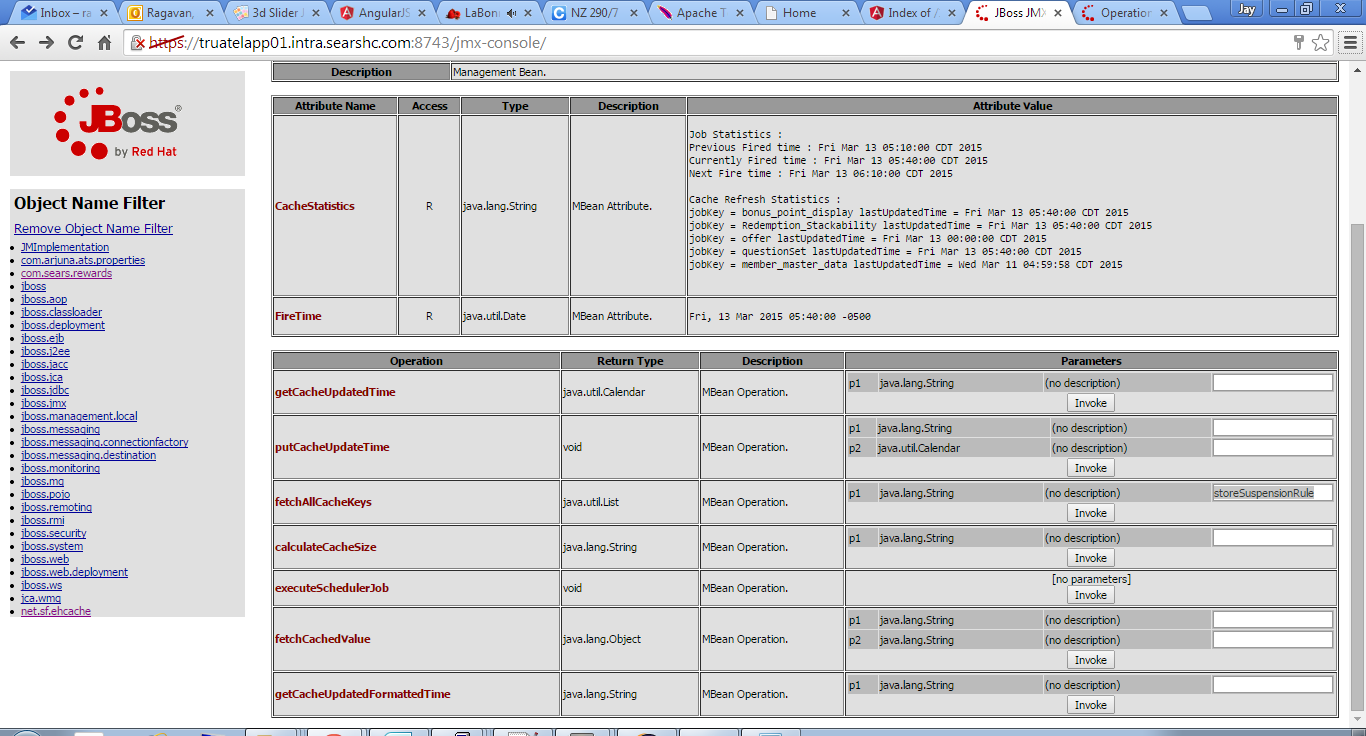 Inbox – ra
Ragavan,
3d Slider J
AngularJS
LaBon
NZ 290/7
Apache T
Home
Index of /
JBoss JMX
Operation
Jay
https://truatelapp01.intra.searshc.com:8743/jmx-console/
JBoss®
by Red Hat
Object Name Filter
Remove Object Name Filter
JMImplementation
com.arjuna.ats.properties
com.sears.rewards
jboss
jboss.aop
jboss.classloader
jboss.deployment
jboss.ejb
jboss.j2ee
jboss.jacc
jboss.jca
jboss.jdbc
jboss.jmx
jboss.management.local
jboss.messaging
jboss.messaging.connectionfactory
jboss.messaging.destination
jboss.monitoring
jboss.mq
jboss.pojo
jboss.remoting
jboss.rmi
jboss.security
jboss.system
jboss.web
jboss.web.deployment
jboss.ws
jca.wmq
net.sf.ehcache
Description Management Bean.
Attribute Name Access Type Description Attribute Value
CacheStatistics R java.lang.String MBean Attribute.
Job Statistics :
Previous Fired time : Fri Mar 13 05:10:00 CDT 2015
Currently Fired time : Fri Mar 13 05:40:00 CDT 2015
Next Fire time : Fri Mar 13 06:10:00 CDT 2015
Cache Refresh Statistics :
jobKey = bonus_point_display lastUpdatedTime = Fri Mar 13 05:40:00 CDT 2015
jobKey = Redemption_Stackability lastUpdatedTime = Fri Mar 13 05:40:00 CDT 2015
jobKey = offer lastUpdatedTime = Fri Mar 13 00:00:00 CDT 2015
jobKey = questionSet lastUpdatedTime = Fri Mar 13 05:40:00 CDT 2015
jobKey = member_master_data lastUpdatedTime = Wed Mar 11 04:59:58 CDT 2015
FireTime R java.util.Date MBean Attribute. Fri, 13 Mar 2015 05:40:00 -0500
Operation Return Type Description Parameters
getCacheUpdatedTime java.util.Calendar MBean Operation.
p1 java.lang.String (no description)
Invoke
putCacheUpdateTime void MBean Operation.
p1 java.lang.String (no description)
p2 java.util.Calendar (no description)
Invoke
fetchAllCacheKeys java.util.List MBean Operation.
p1 java.lang.String (no description) storeSuspensionRule
Invoke
calculateCacheSize java.lang.String MBean Operation.
p1 java.lang.String (no description)
Invoke
executeSchedulerJob void MBean Operation.
[no parameters]
Invoke
fetchCachedValue java.lang.Object MBean Operation.
p1 java.lang.String (no description)
p2 java.lang.String (no description)
Invoke
getCacheUpdatedFormattedTime java.lang.String MBean Operation.
p1 java.lang.String (no description)
Invoke